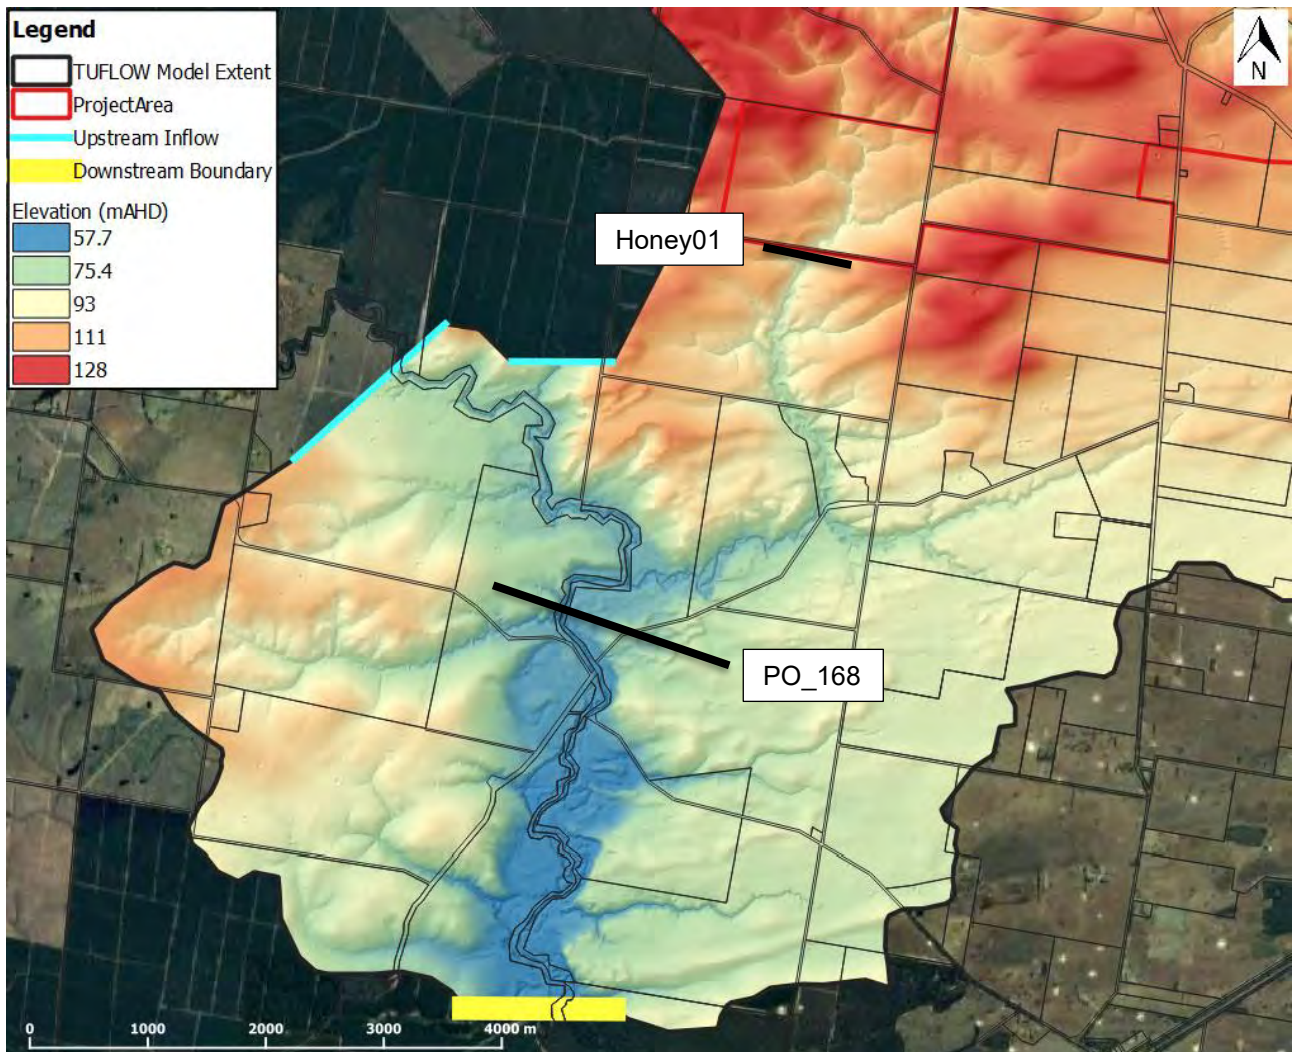 Legend
TUFLOW Model Extent
ProjectArea
Upstream Inflow
Downstream Boundary
Elevation (mAHD)
57.7
75.4
93
111
128
N
Honey01
PO_168
0 1000 2000 3000 4000 m